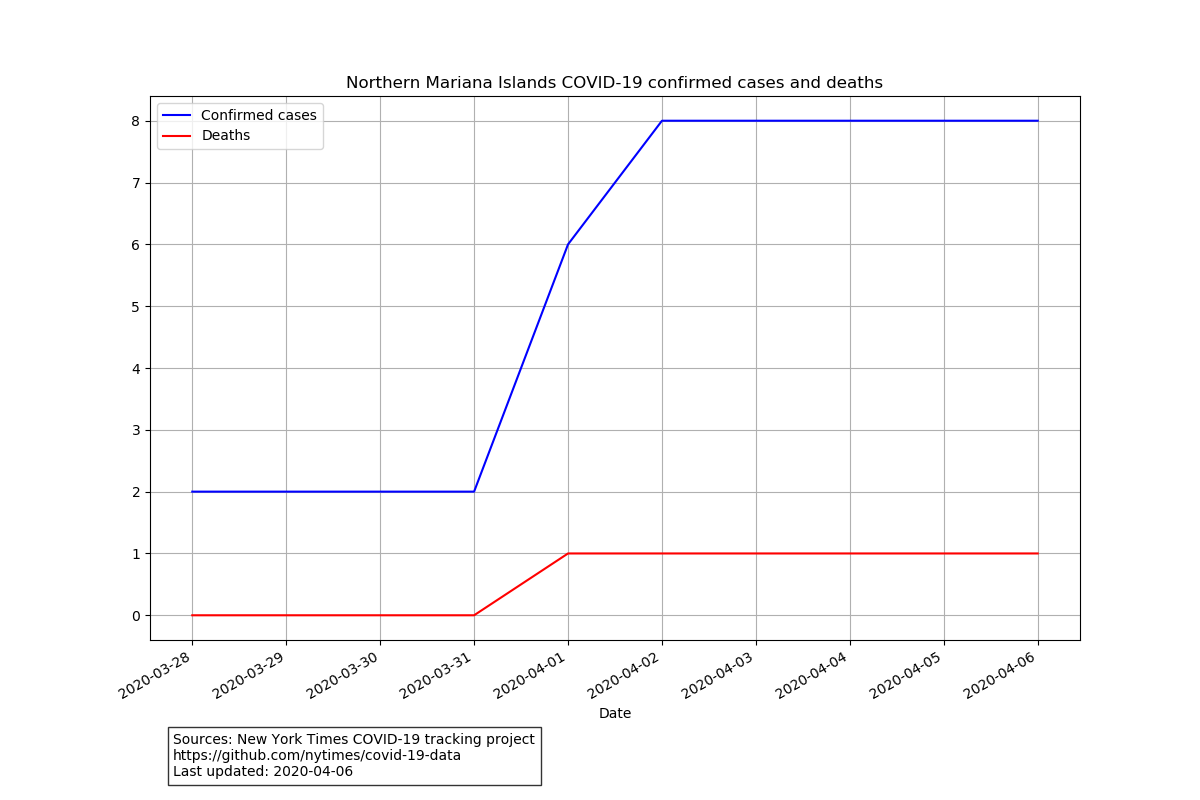 Northern Mariana Islands COVID-19 confirmed cases and deaths
Confirmed cases
Deaths
8
7
6
5
4
3
2
1
0
2020-03-28
2020-03-29
2020-03-30
2020-03-31
2020-04-01
2020-04-02
2020-04-03
2020-04-04
2020-04-05
2020-04-06
Date
Sources: New York Times COVID-19 tracking project
https://github.com/nytimes/covid-19-data
Last updated: 2020-04-06